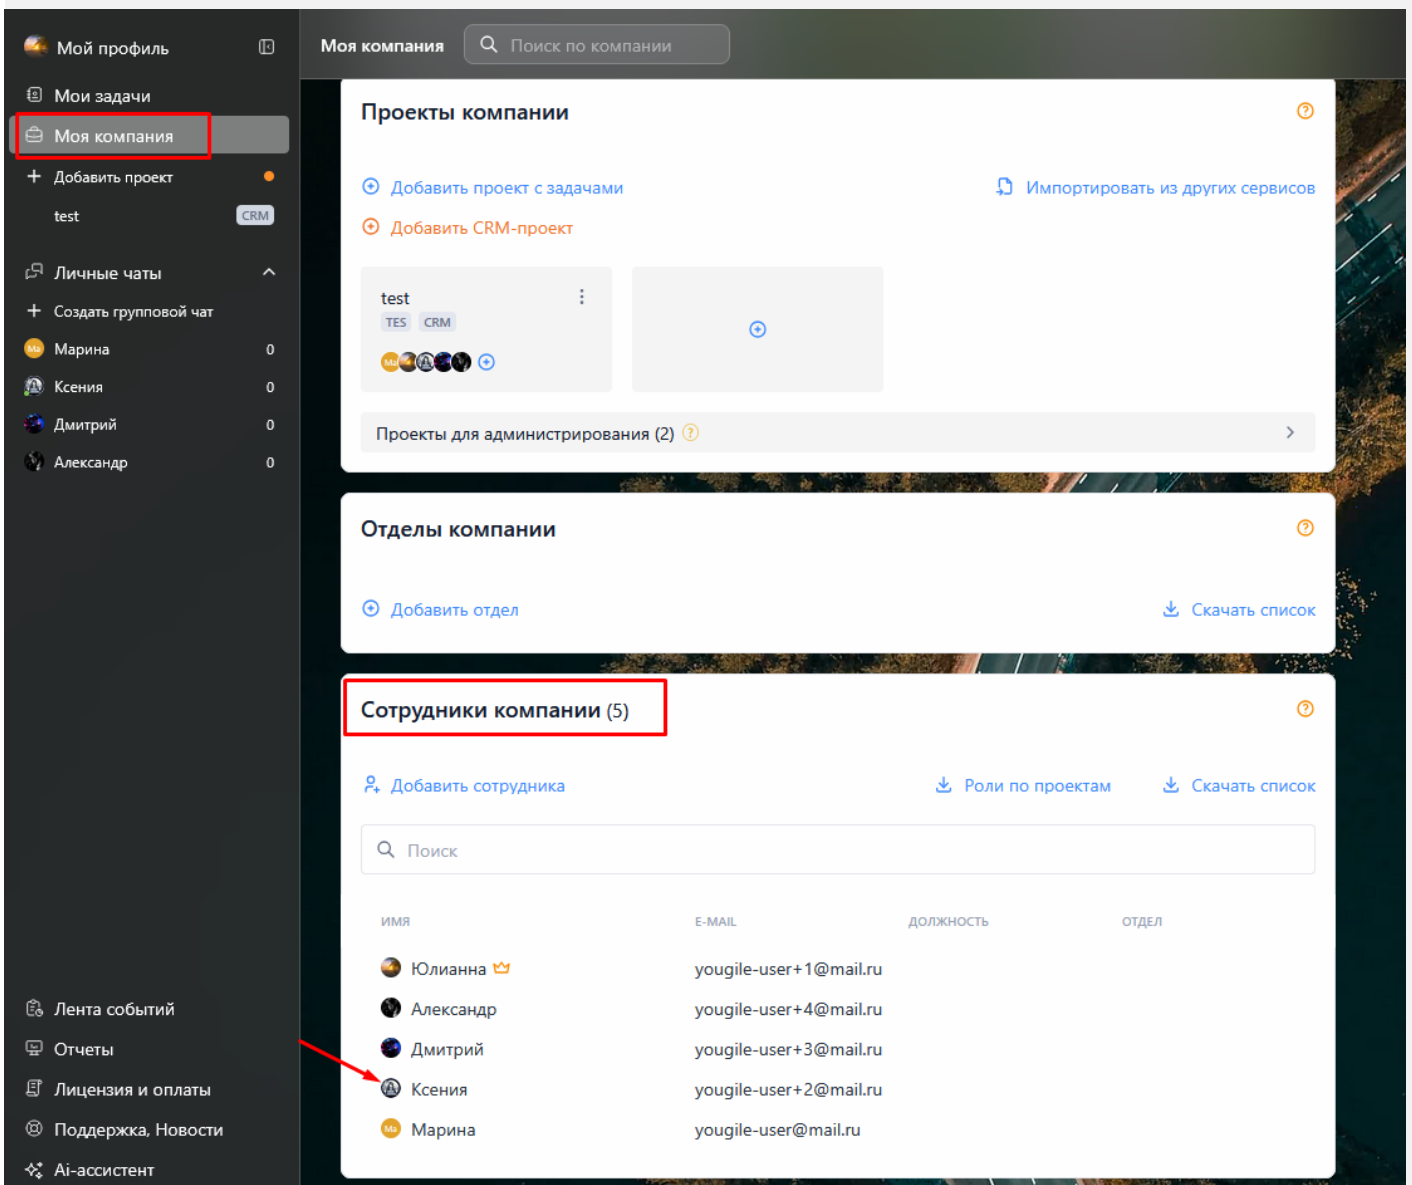 Мой профиль
Мои задачи
Моя компания
Добавить проект
test CRM
Личные чаты
Создать групповой чат
Ma Марина 0
Ксения 0
Дмитрий 0
Александр 0
Лента событий
Отчеты
Лицензия и оплаты
Поддержка, Новости
Ai-ассистент
Моя компания Поиск по компании
Проекты компании ?
Добавить проект с задачами Импортировать из других сервисов
Добавить CRM-проект
test
TES CRM
Ma
Проекты для администрирования (2) ?
Отделы компании ?
Добавить отдел Скачать список
Сотрудники компании (5) ?
Добавить сотрудника Роли по проектам Скачать список
Поиск
ИМЯ E-MAIL ДОЛЖНОСТЬ ОТДЕЛ
Юлианна yougile-user+1@mail.ru
Александр yougile-user+4@mail.ru
Дмитрий yougile-user+3@mail.ru
Ксения yougile-user+2@mail.ru
Ma Марина yougile-user@mail.ru